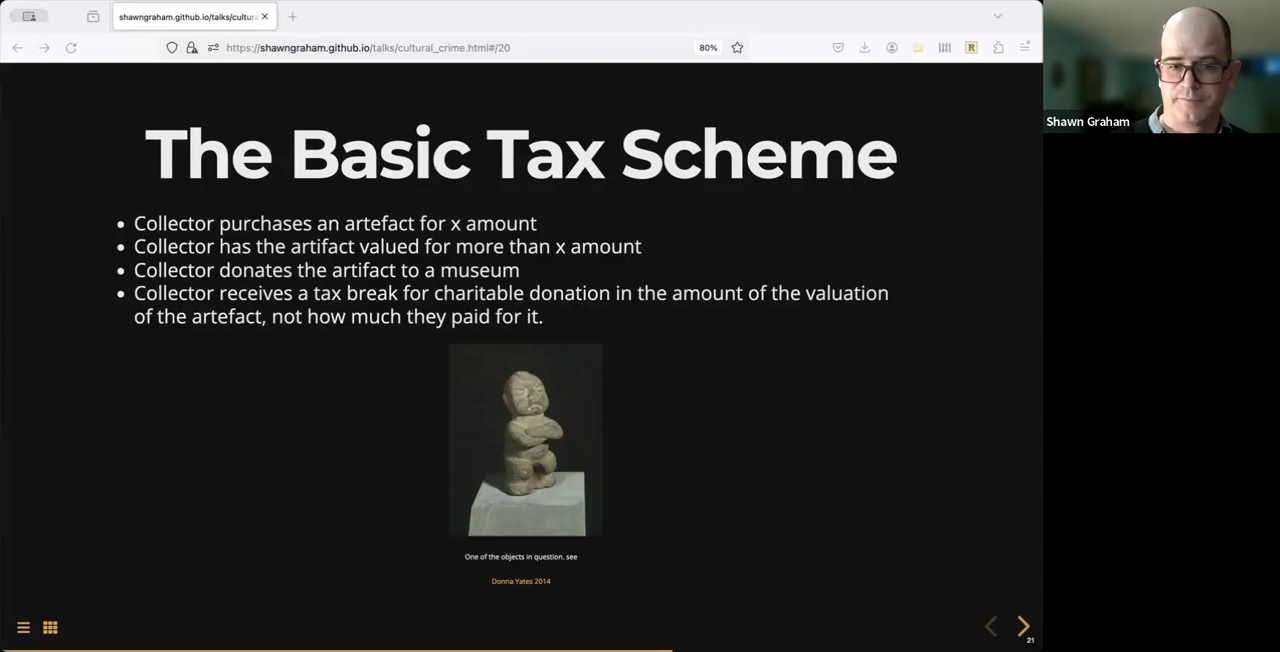 shawngraham.github.io/talks/cultur
https://shawngraham.github.io/talks/cultural_crime.html#/20
80%
R
Shawn Graham
The Basic Tax Scheme
Collector purchases an artefact for x amount
Collector has the artifact valued for more than x amount
Collector donates the artifact to a museum
Collector receives a tax break for charitable donation in the amount of the valuation
of the artefact, not how much they paid for it.
One of the objects in question. see
Donna Yates 2014
21